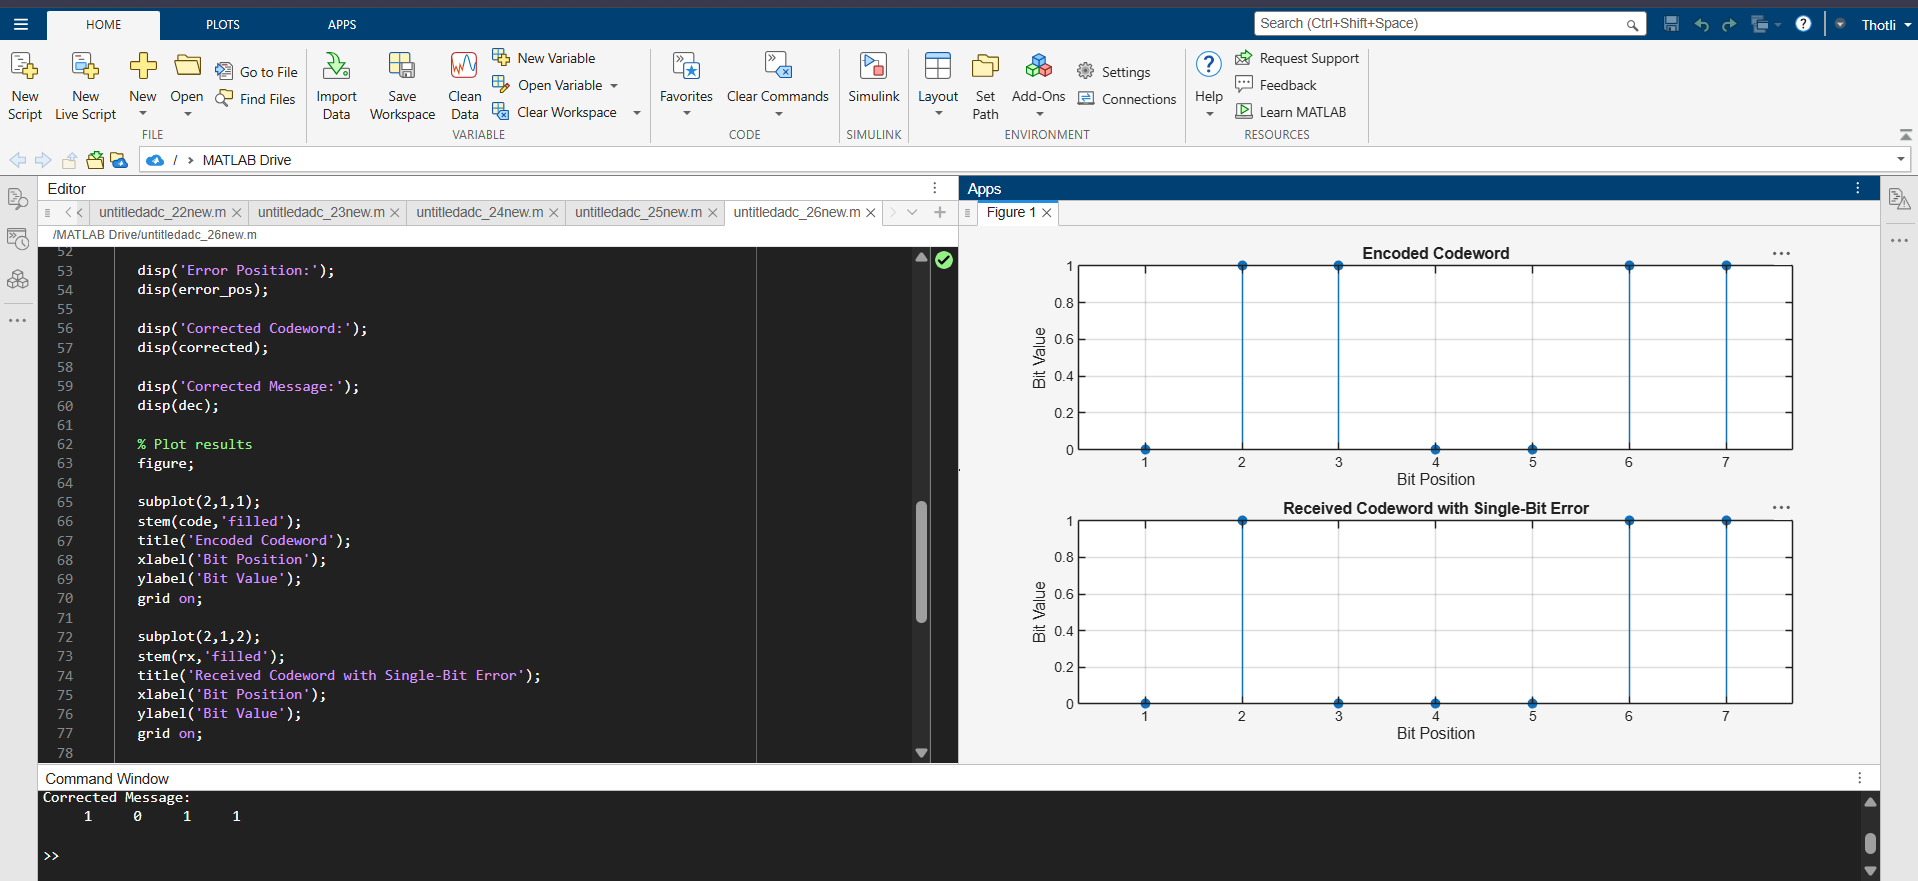 HOME PLOTS APPS
Search (Ctrl+Shift+Space)
Thotli
New Script
New Live Script
New
Open
Go to File
Find Files
FILE
Import Data
Save Workspace
Clean Data
New Variable
Open Variable
Clear Workspace
VARIABLE
Favorites
Clear Commands
CODE
Simulink
SIMULINK
Layout
Set Path
Add-Ons
Settings
Connections
ENVIRONMENT
Help
Request Support
Feedback
Learn MATLAB
RESOURCES
/ > MATLAB Drive
Editor
untitledadc_22new.m untitledadc_23new.m untitledadc_24new.m untitledadc_25new.m untitledadc_26new.m
/MATLAB Drive/untitledadc_26new.m
52
53 disp('Error Position:');
54 disp(error_pos);
55
56 disp('Corrected Codeword:');
57 disp(corrected);
58
59 disp('Corrected Message:');
60 disp(dec);
61
62 % Plot results
63 figure;
64
65 subplot(2,1,1);
66 stem(code,'filled');
67 title('Encoded Codeword');
68 xlabel('Bit Position');
69 ylabel('Bit Value');
70 grid on;
71
72 subplot(2,1,2);
73 stem(rx,'filled');
74 title('Received Codeword with Single-Bit Error');
75 xlabel('Bit Position');
76 ylabel('Bit Value');
77 grid on;
78
Apps
Figure 1
Encoded Codeword
Bit Value
1
0.8
0.6
0.4
0.2
0
1 2 3 4 5 6 7
Bit Position
Received Codeword with Single-Bit Error
Bit Value
1
0.8
0.6
0.4
0.2
0
1 2 3 4 5 6 7
Bit Position
Command Window
Corrected Message:
1 0 1 1
>>